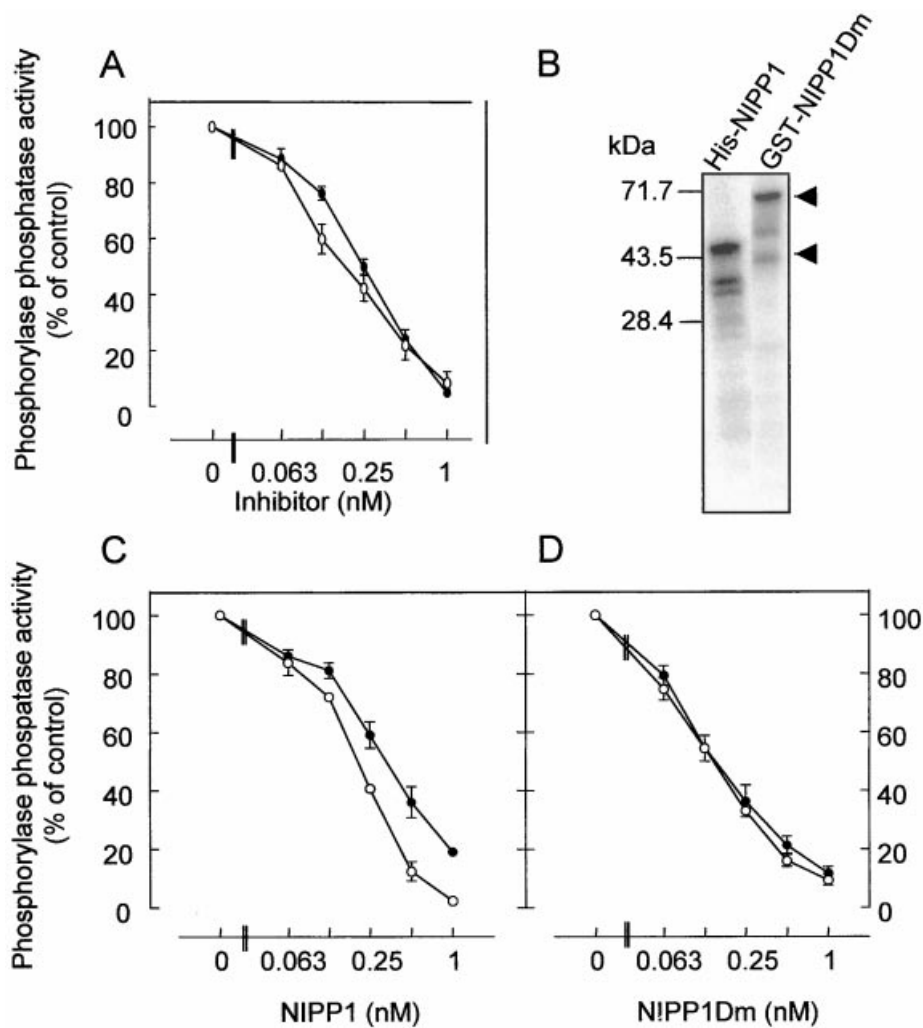 A
Phosphorylase phosphatase activity
(% of control)
100
80
60
40
20
0
0 0.063 0.25 1
Inhibitor (nM)
B
His-NIPP1
GST-NIPP1Dm
kDa
71.7
43.5
28.4
C
Phosphorylase phospatase activity
(% of control)
100
80
60
40
20
0
0 0.063 0.25 1
NIPP1 (nM)
D
100
80
60
40
20
0
0 0.063 0.25 1
N!PP1Dm (nM)